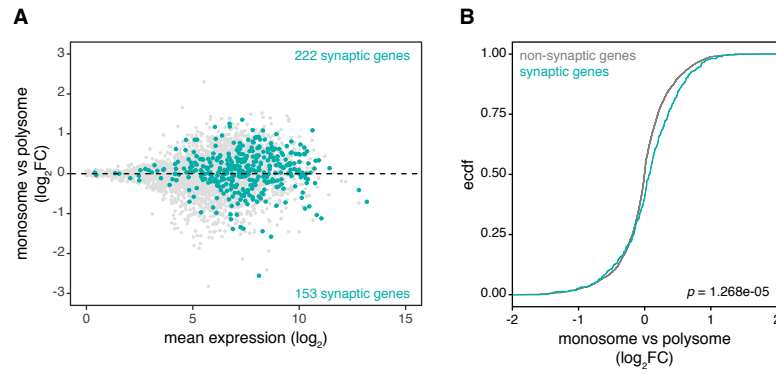 A
222 synaptic genes
3
2
1
0
-1
-2
-3
monosome vs polysome
(log2FC)
153 synaptic genes
0
5
10
15
mean expression (log2)
B
non-synaptic genes
synaptic genes
1.00
0.75
0.50
0.25
0.00
ecdf
p = 1.268e-05
-2
-1
0
1
2
monosome vs polysome
(log2FC)